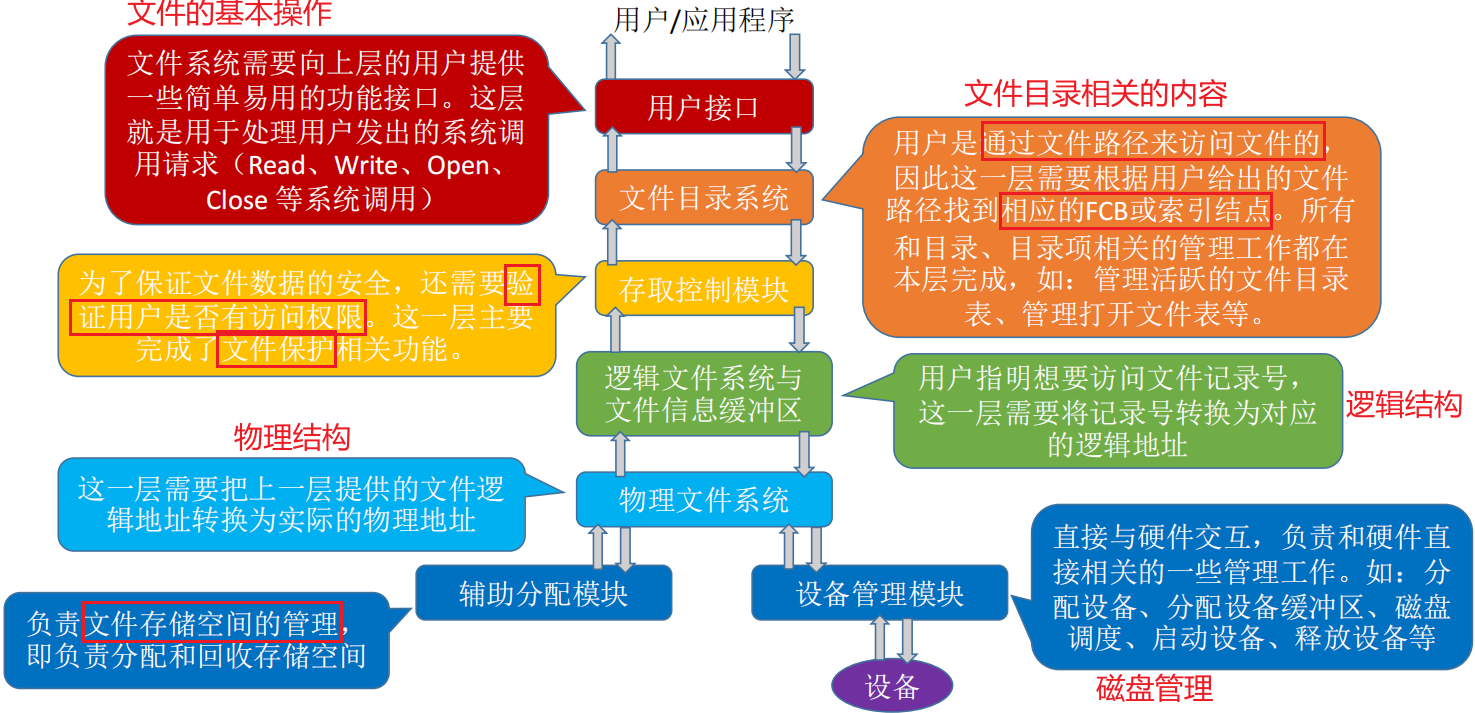 文件的基本操作
文件系统需要向上层的用户提供
一些简单易用的功能接口。这层
就是用于处理用户发出的系统调
用请求（Read、Write、Open、
Close 等系统调用）
用户/应用程序
用户接口
文件目录相关的内容
用户是通过文件路径来访问文件的，
因此这一层需要根据用户给出的文件
路径找到相应的FCB或索引结点。所有
和目录、目录项相关的管理工作都在
本层完成，如：管理活跃的文件目录
表、管理打开文件表等。
文件目录系统
为了保证文件数据的安全，还需要验
证用户是否有访问权限。这一层主要
完成了文件保护相关功能。
存取控制模块
逻辑文件系统与
文件信息缓冲区
用户指明想要访问文件记录号，
这一层需要将记录号转换为对应
的逻辑地址
逻辑结构
物理结构
这一层需要把上一层提供的文件逻
辑地址转换为实际的物理地址
物理文件系统
辅助分配模块
负责文件存储空间的管理，
即负责分配和回收存储空间
设备管理模块
直接与硬件交互，负责和硬件直
接相关的一些管理工作。如：分
配设备、分配设备缓冲区、磁盘
调度、启动设备、释放设备等
设备
磁盘管理